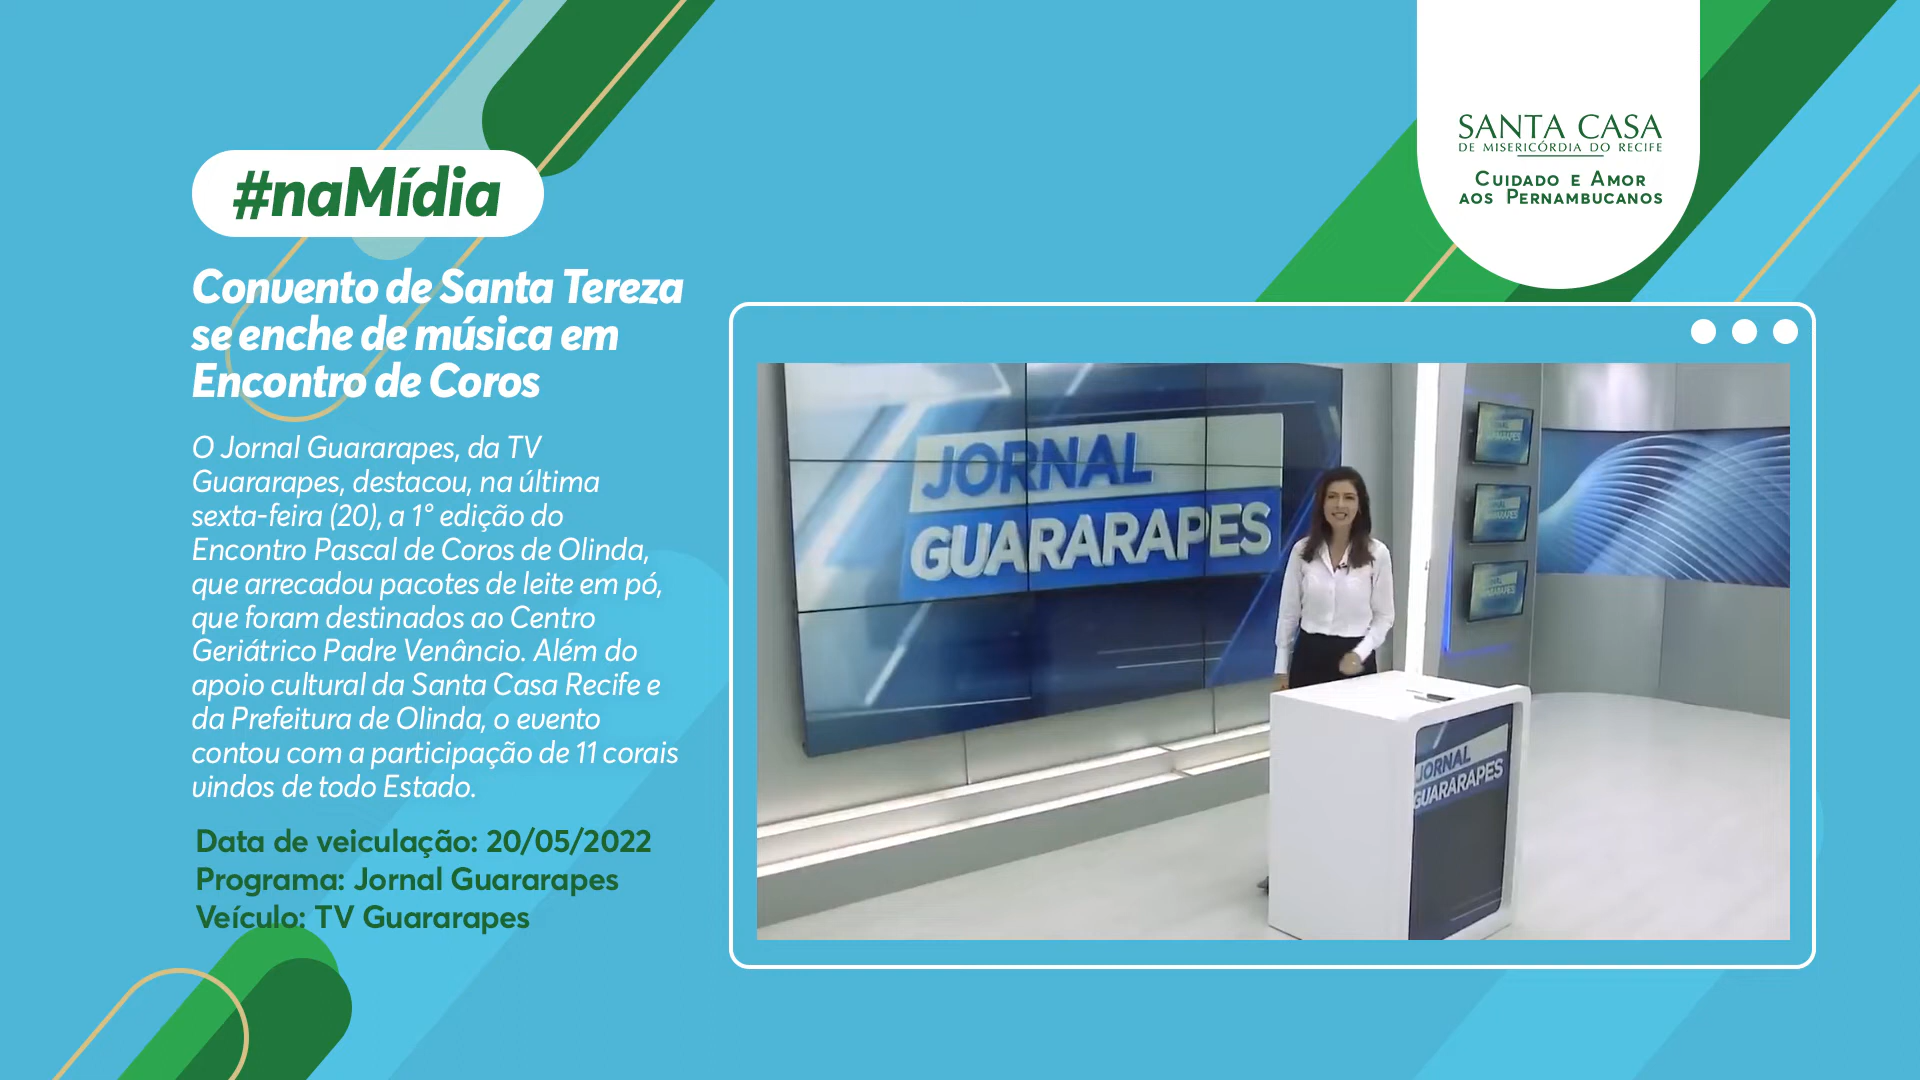 SANTA CASA
DE MISERICÓRDIA DO RECIFE
CUIDADO E AMOR
AOS PERNAMBUCANOS
#naMídia
Convento de Santa Tereza
se enche de música em
Encontro de Coros
O Jornal Guararapes, da TV
Guararapes, destacou, na última
sexta-feira (20), a 1° edição do
Encontro Pascal de Coros de Olinda,
que arrecadou pacotes de leite em pó,
que foram destinados ao Centro
Geriátrico Padre Venâncio. Além do
apoio cultural da Santa Casa Recife e
da Prefeitura de Olinda, o evento
contou com a participação de 11 corais
vindos de todo Estado.
Data de veiculação: 20/05/2022
Programa: Jornal Guararapes
Veículo: TV Guararapes
JORNAL
GUARARAPES
JORNAL
GUARARAPES